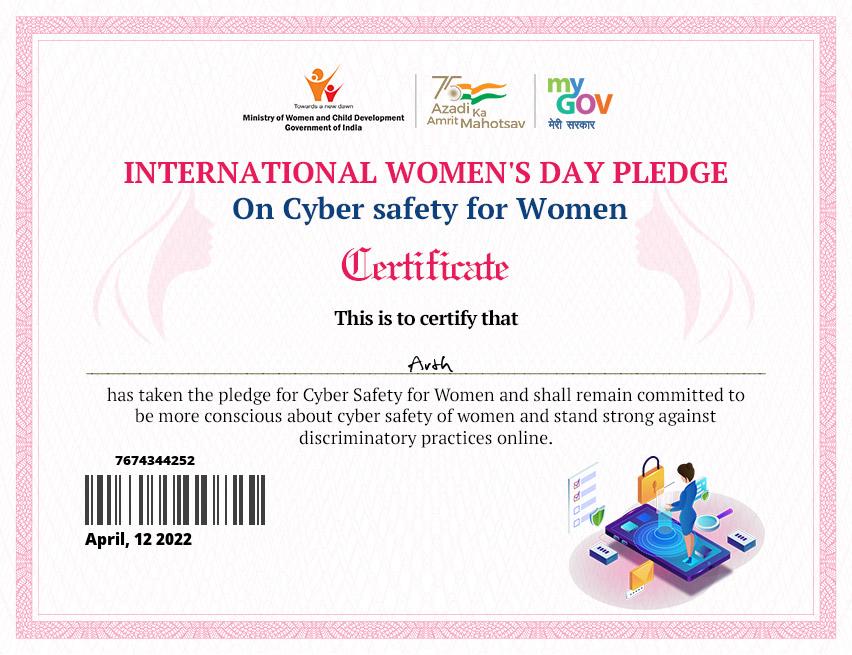 Towards a new dawn
Ministry of Women and Child Development
Government of India
75
Azadi Ka
Amrit Mahotsav
my
GOV
मेरी सरकार
INTERNATIONAL WOMEN'S DAY PLEDGE
On Cyber safety for Women
Certificate
This is to certify that
Arth
has taken the pledge for Cyber Safety for Women and shall remain committed to
be more conscious about cyber safety of women and stand strong against
discriminatory practices online.
7674344252
April, 12 2022